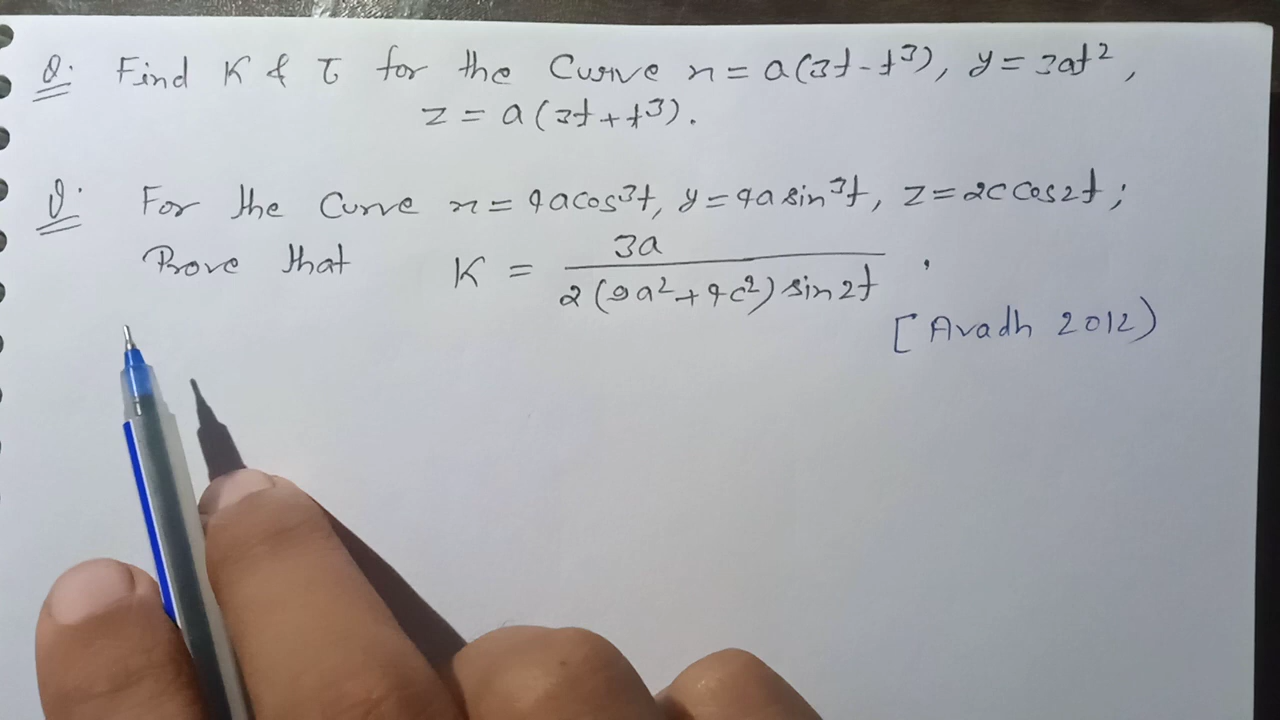 Q. Find K & τ for the Curve x = a(3t - t³), y = 3at²,
z = a(3t + t³).
Q. For the Curve x = 4a cos³t, y = 4a sin³t, z = 2c cos2t;
Prove that K = 3a / 2(9a² + 4c²) sin2t .
[Avadh 2012)